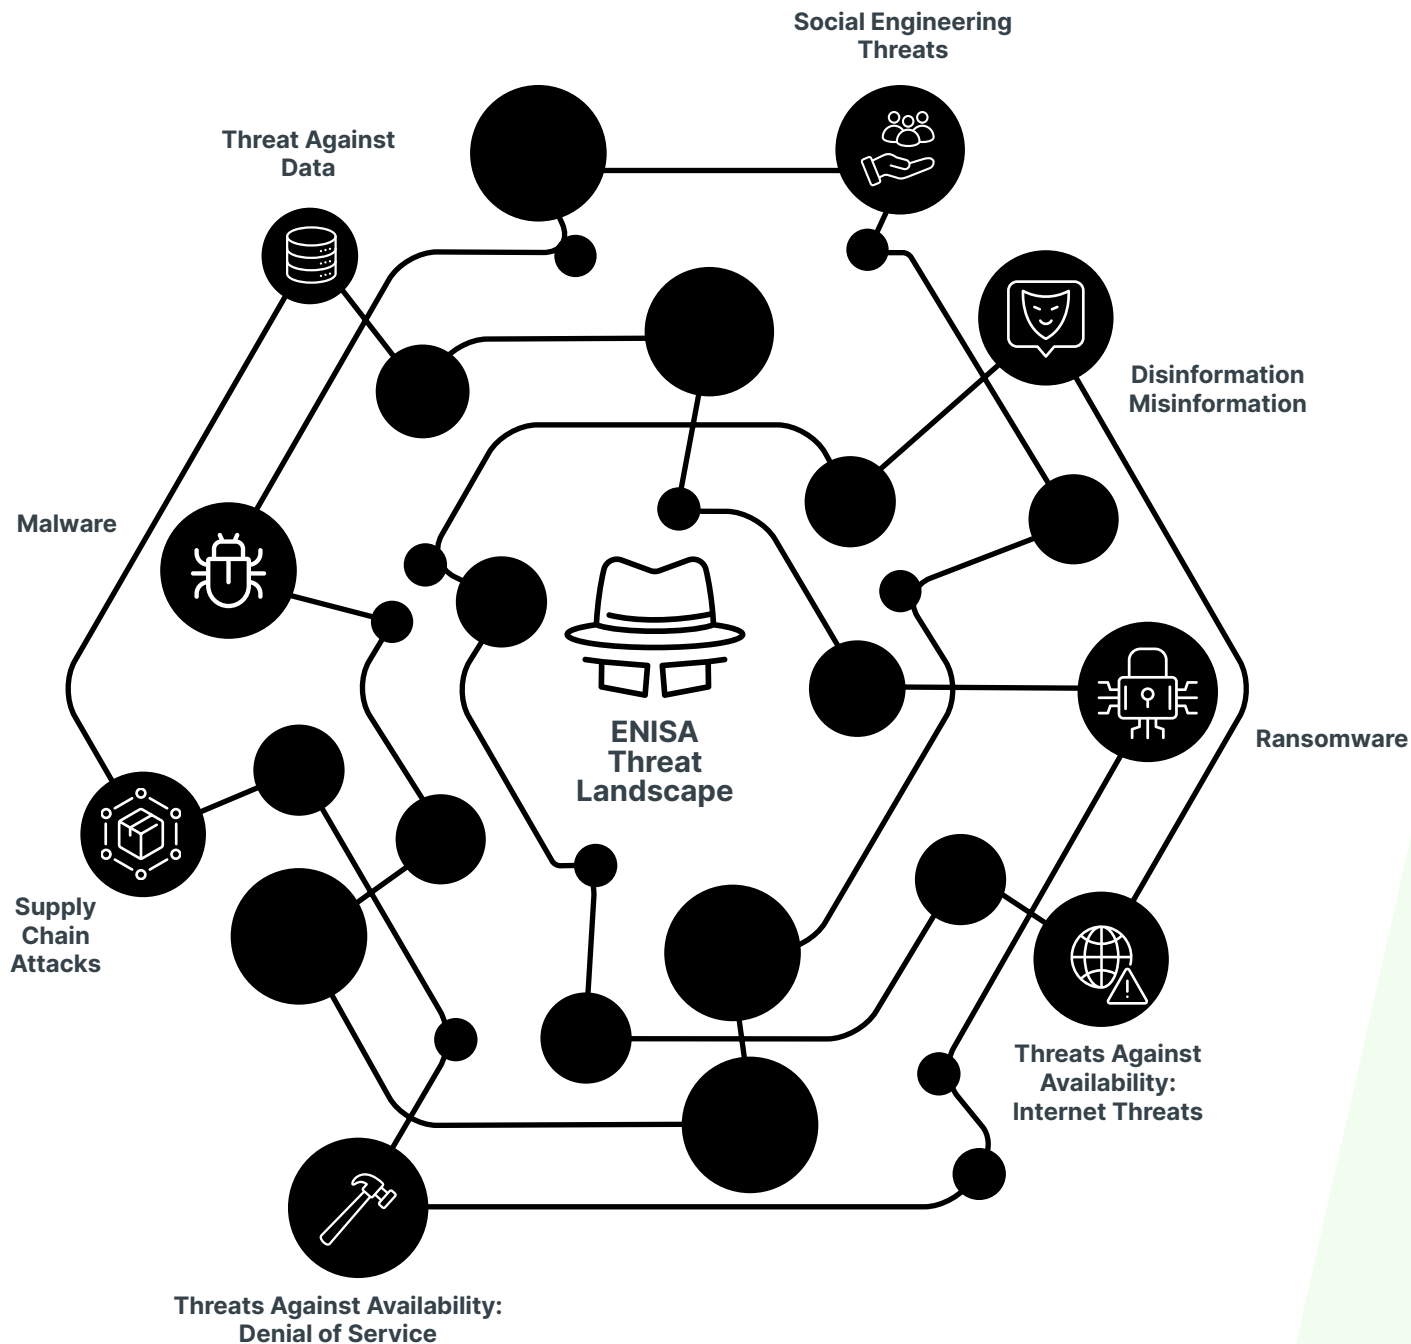 Social Engineering
Threats
Threat Against
Data
Disinformation
Misinformation
Malware
ENISA
Threat
Landscape
Ransomware
Supply
Chain
Attacks
Threats Against
Availability:
Internet Threats
Threats Against Availability:
Denial of Service